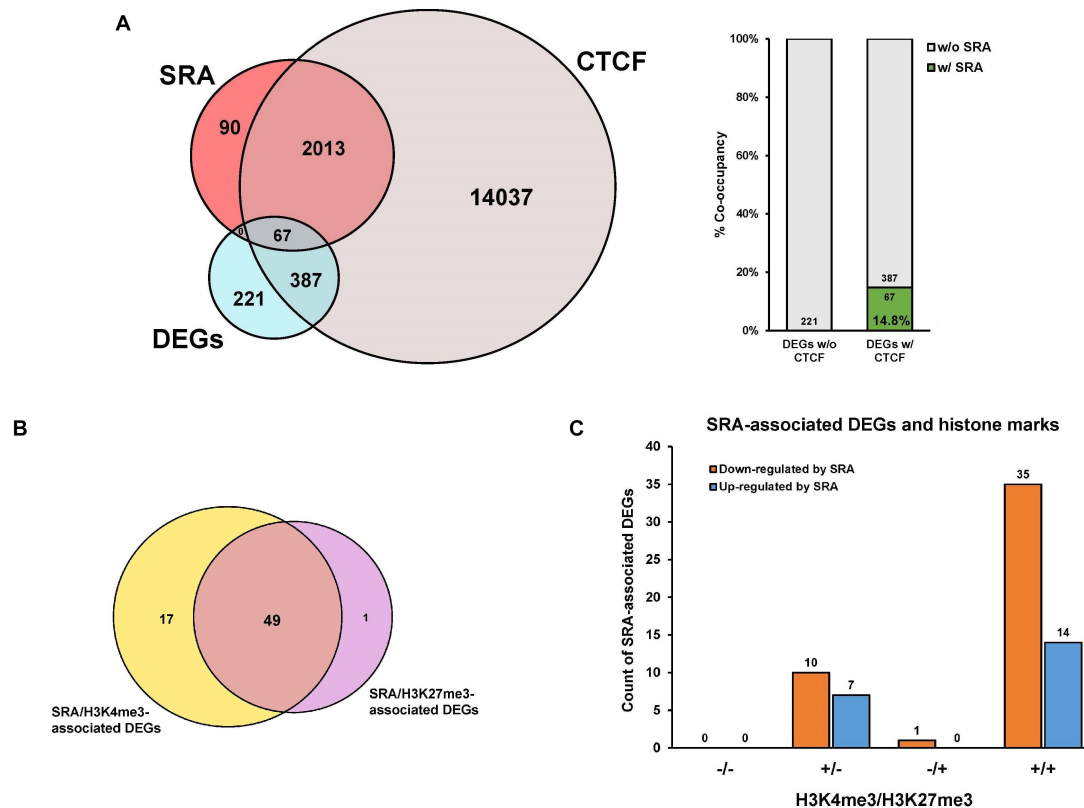 A
SRA
CTCF
90
2013
14037
0
67
387
221
DEGs
100%
80%
60%
40%
20%
0%
% Co-occupancy
w/o SRA
w/ SRA
387
67
14.8%
221
DEGs w/o
CTCF
DEGs w/
CTCF
B
17
49
1
SRA/H3K4me3-
associated DEGs
SRA/H3K27me3-
associated DEGs
C
SRA-associated DEGs and histone marks
Down-regulated by SRA
Up-regulated by SRA
Count of SRA-associated DEGs
40
35
30
25
20
15
10
5
0
0 0
10 7
1 0
35 14
-/- +/- -/+ +/+
H3K4me3/H3K27me3